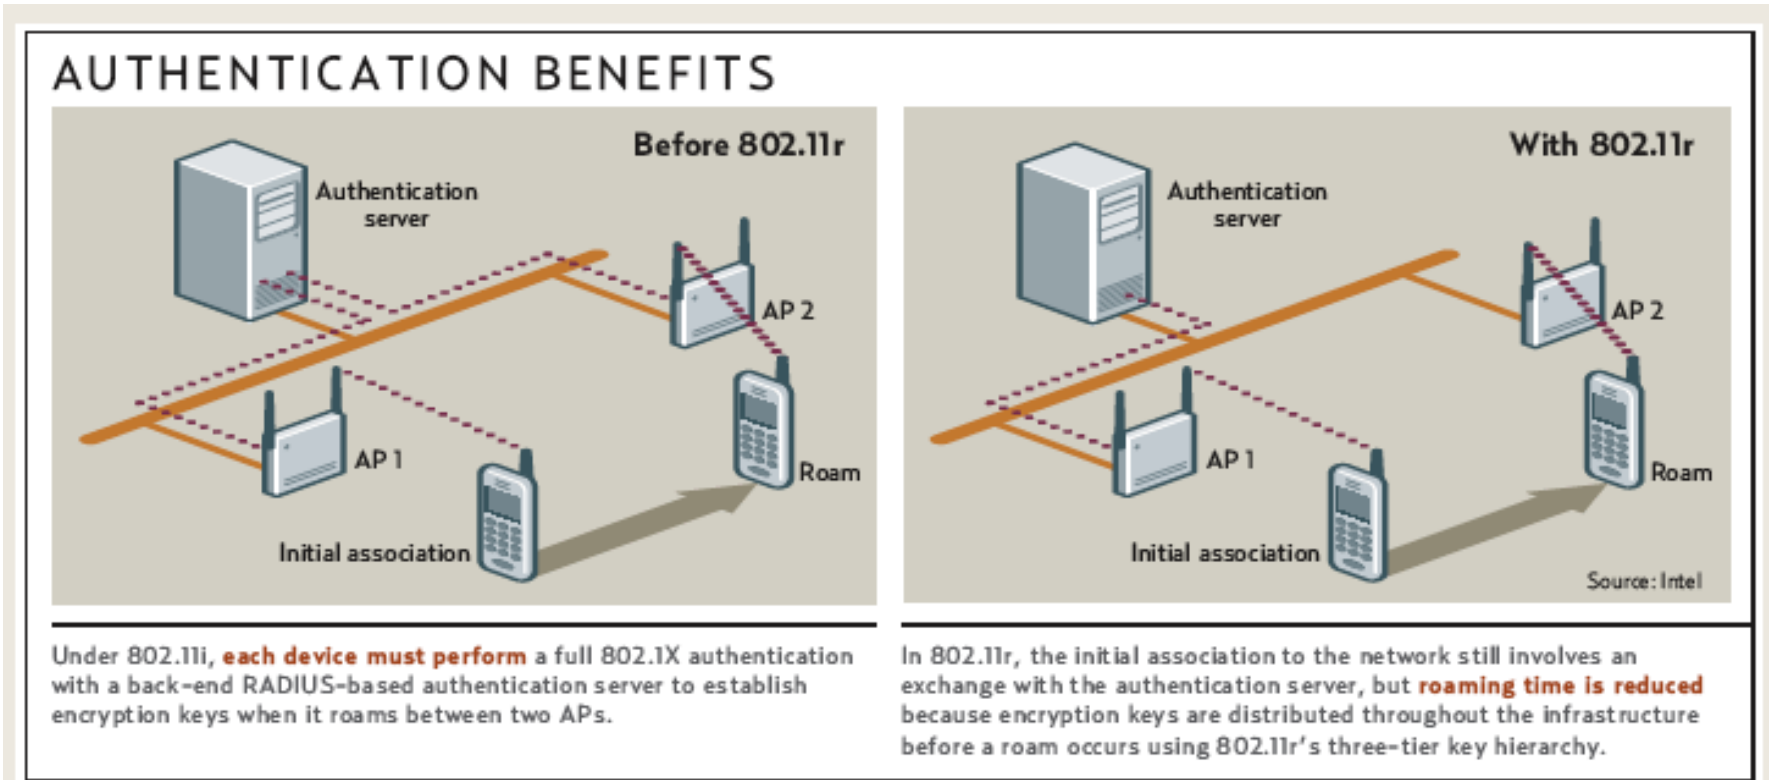 AUTHENTICATION BENEFITS
Before 802.11r
Authentication
server
AP 2
AP 1
Roam
Initial association
Under 802.11i, each device must perform a full 802.1X authentication
with a back-end RADIUS-based authentication server to establish
encryption keys when it roams between two APs.
With 802.11r
Authentication
server
AP 2
AP 1
Roam
Initial association
Source: Intel
In 802.11r, the initial association to the network still involves an
exchange with the authentication server, but roaming time is reduced
because encryption keys are distributed throughout the infrastructure
before a roam occurs using 802.11r's three-tier key hierarchy.